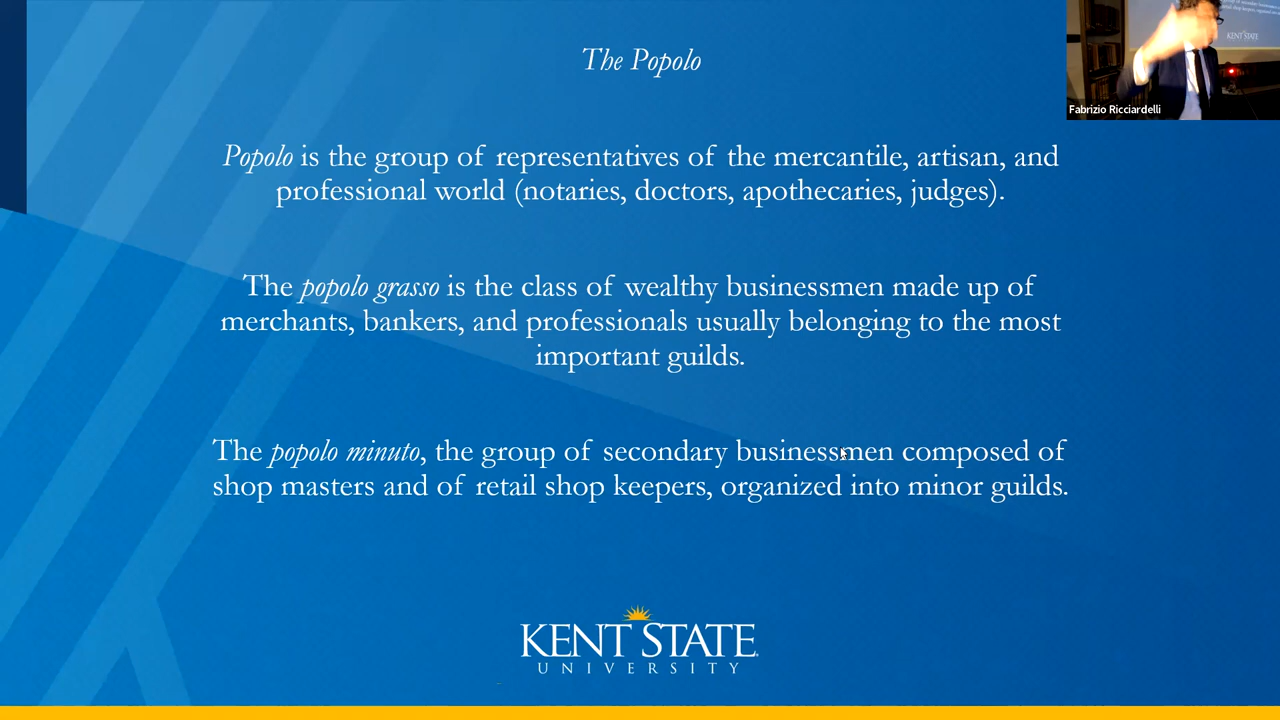 The Popolo
Fabrizio Ricciardelli
KENT STATE
Popolo is the group of representatives of the mercantile, artisan, and
professional world (notaries, doctors, apothecaries, judges).
The popolo grasso is the class of wealthy businessmen made up of
merchants, bankers, and professionals usually belonging to the most
important guilds.
The popolo minuto, the group of secondary businessmen composed of
shop masters and of retail shop keepers, organized into minor guilds.
KENT STATE
UNIVERSITY